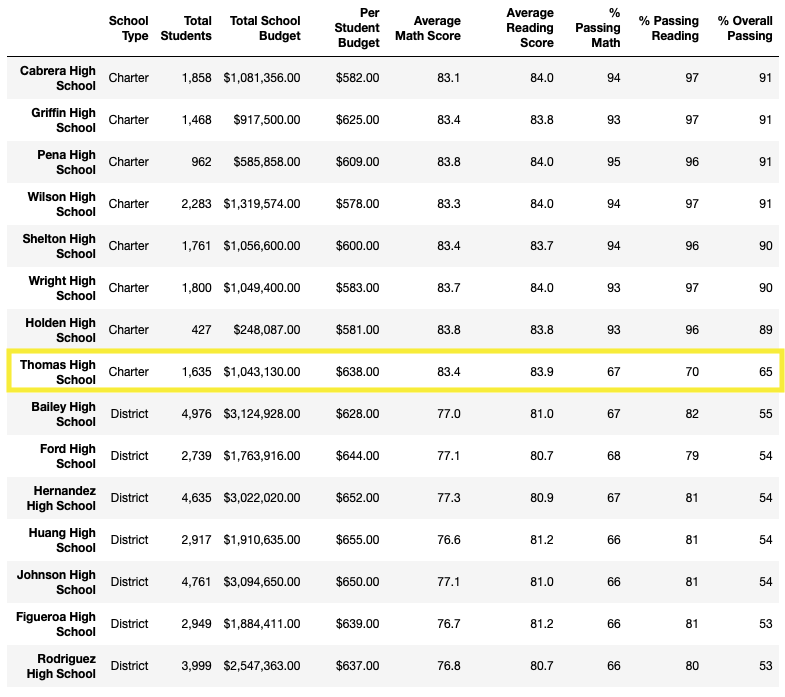 School Type Total Students Total School Budget Per Student Budget Average Math Score Average Reading Score % Passing Math % Passing Reading % Overall Passing
Cabrera High School Charter 1,858 $1,081,356.00 $582.00 83.1 84.0 94 97 91
Griffin High School Charter 1,468 $917,500.00 $625.00 83.4 83.8 93 97 91
Pena High School Charter 962 $585,858.00 $609.00 83.8 84.0 95 96 91
Wilson High School Charter 2,283 $1,319,574.00 $578.00 83.3 84.0 94 97 91
Shelton High School Charter 1,761 $1,056,600.00 $600.00 83.4 83.7 94 96 90
Wright High School Charter 1,800 $1,049,400.00 $583.00 83.7 84.0 93 97 90
Holden High School Charter 427 $248,087.00 $581.00 83.8 83.8 93 96 89
Thomas High School Charter 1,635 $1,043,130.00 $638.00 83.4 83.9 67 70 65
Bailey High School District 4,976 $3,124,928.00 $628.00 77.0 81.0 67 82 55
Ford High School District 2,739 $1,763,916.00 $644.00 77.1 80.7 68 79 54
Hernandez High School District 4,635 $3,022,020.00 $652.00 77.3 80.9 67 81 54
Huang High School District 2,917 $1,910,635.00 $655.00 76.6 81.2 66 81 54
Johnson High School District 4,761 $3,094,650.00 $650.00 77.1 81.0 66 81 54
Figueroa High School District 2,949 $1,884,411.00 $639.00 76.7 81.2 66 81 53
Rodriguez High School District 3,999 $2,547,363.00 $637.00 76.8 80.7 66 80 53